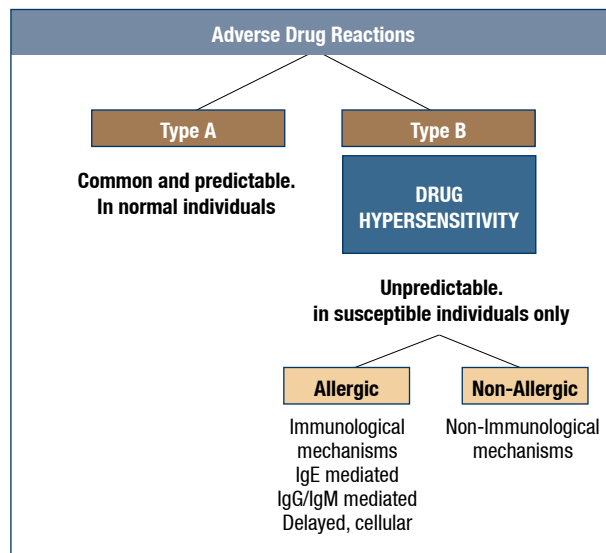 Adverse Drug Reactions
Type A
Common and predictable.
In normal individuals
Type B
DRUG
HYPERSENSITIVITY
Unpredictable.
in susceptible individuals only
Allergic
Immunological
mechanisms
IgE mediated
IgG/IgM mediated
Delayed, cellular
Non-Allergic
Non-Immunological
mechanisms